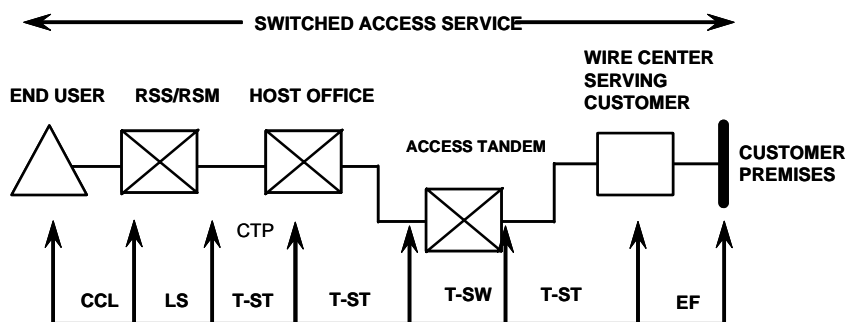 SWITCHED ACCESS SERVICE
WIRE CENTER
SERVING
CUSTOMER
END USER
RSS/RSM
HOST OFFICE
ACCESS TANDEM
CUSTOMER
PREMISES
CTP
CCL
LS
T-ST
T-ST
T-SW
T-ST
EF